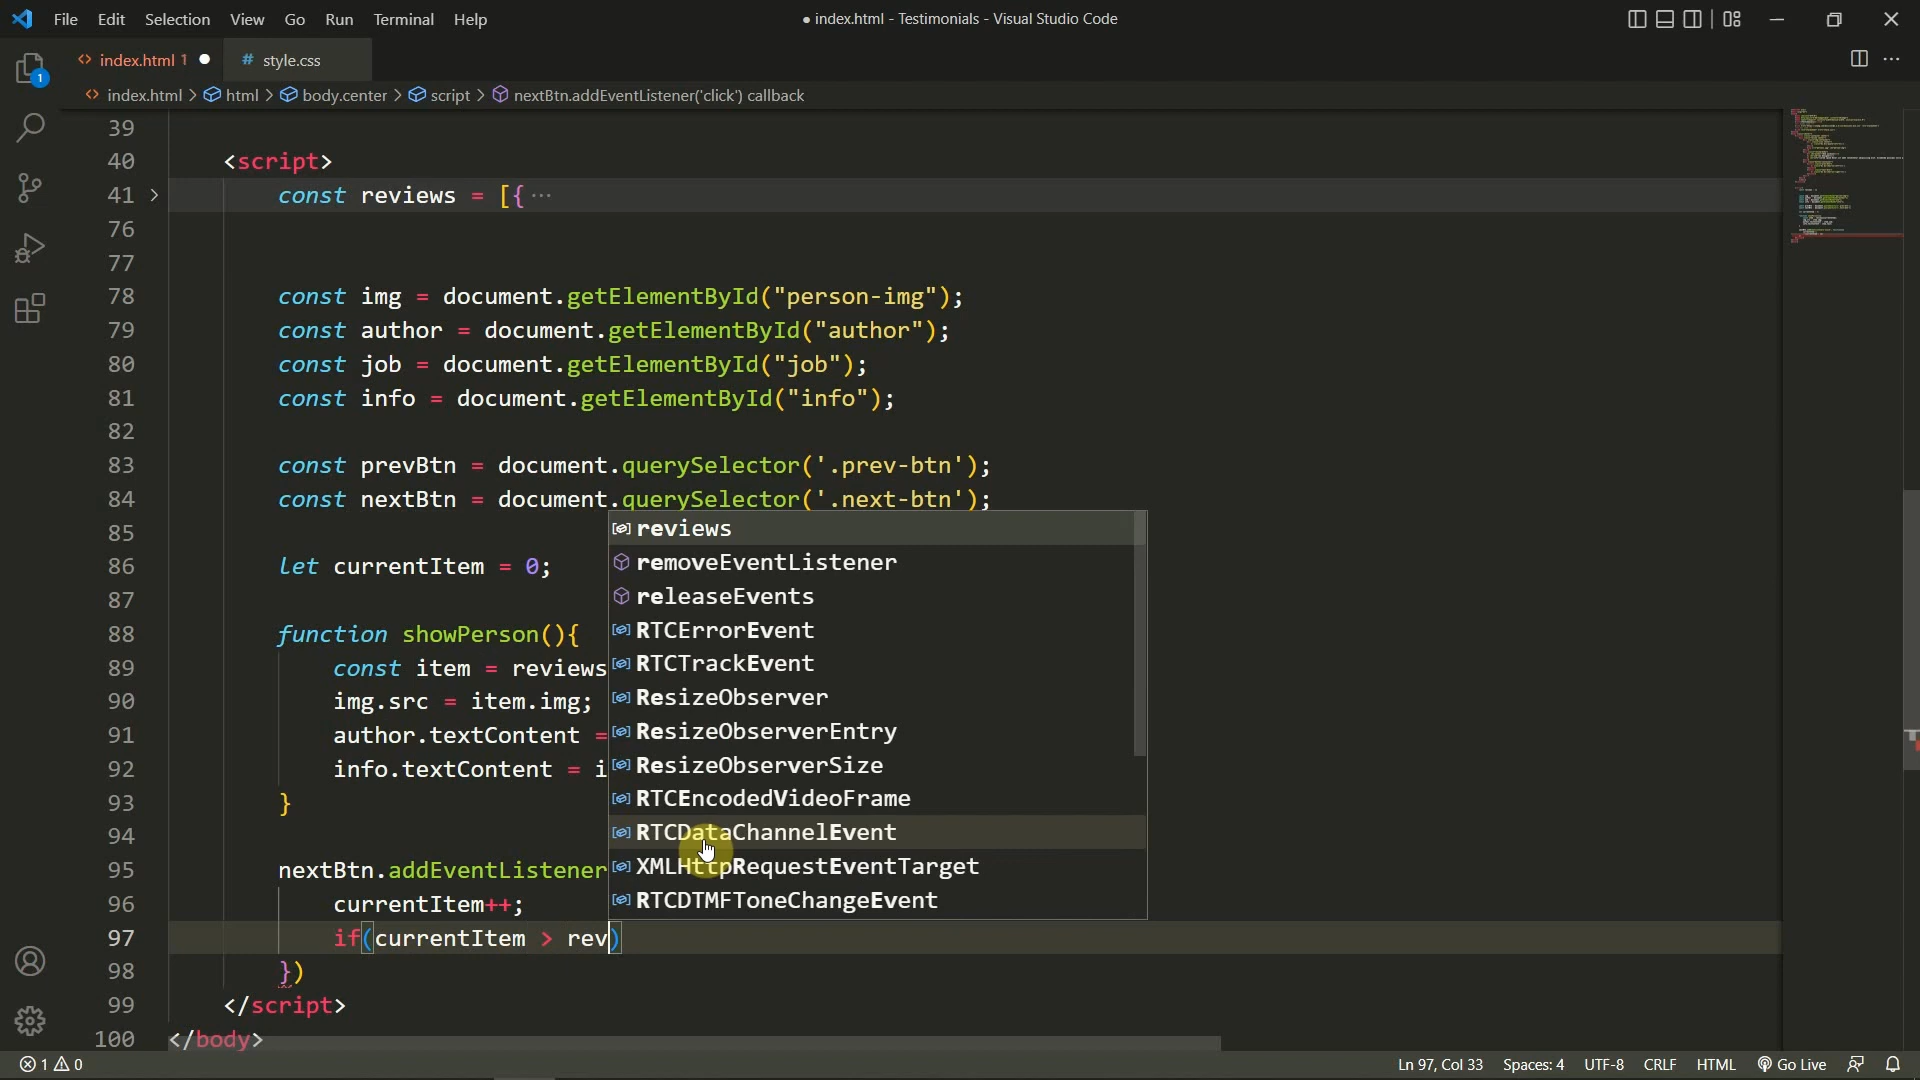 File Edit Selection View Go Run Terminal Help
● index.html - Testimonials - Visual Studio Code
<> index.html 1 ●
# style.css
<> index.html > html > body.center > script > nextBtn.addEventListener('click') callback
1
39
40 <script>
41 > const reviews = [{ ⋯
76
77
78 const img = document.getElementById("person-img");
79 const author = document.getElementById("author");
80 const job = document.getElementById("job");
81 const info = document.getElementById("info");
82
83 const prevBtn = document.querySelector('.prev-btn');
84 const nextBtn = document.querySelector('.next-btn');
85
86 let currentItem = 0;
87
88 function showPerson(){
89 const item = reviews
90 img.src = item.img;
91 author.textContent =
92 info.textContent = i
93 }
94
95 nextBtn.addEventListener
96 currentItem++;
97 if(currentItem > rev)
98 })
99 </script>
100 </body>
reviews
removeEventListener
releaseEvents
RTCErrorEvent
RTCTrackEvent
ResizeObserver
ResizeObserverEntry
ResizeObserverSize
RTCEncodedVideoFrame
RTCDataChannelEvent
XMLHttpRequestEventTarget
RTCDTMFToneChangeEvent
1 0
Ln 97, Col 33 Spaces: 4 UTF-8 CRLF HTML Go Live